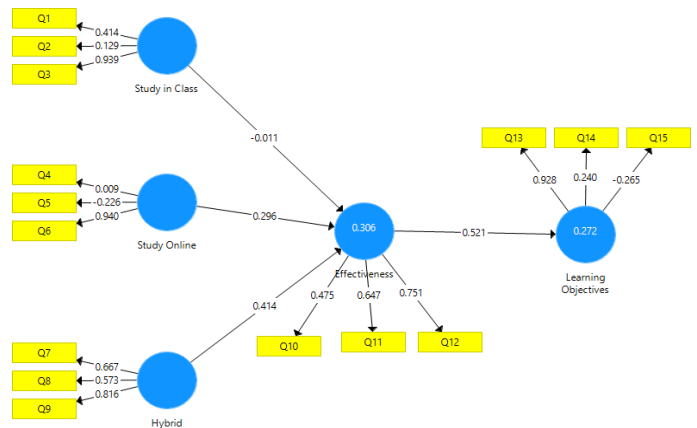 Q1
0.414
Q2
0.129
0.939
Q3
Study in Class
-0.011
Q13
Q14
Q15
0.928
0.240
-0.265
Q4
0.009
Q5
-0.226
0.940
Q6
Study Online
0.296
0.306
0.521
0.272
Effectiveness
Learning
Objectives
0.414
0.475
0.647
0.751
Q10
Q11
Q12
Q7
0.667
Q8
0.573
0.816
Q9
Hybrid